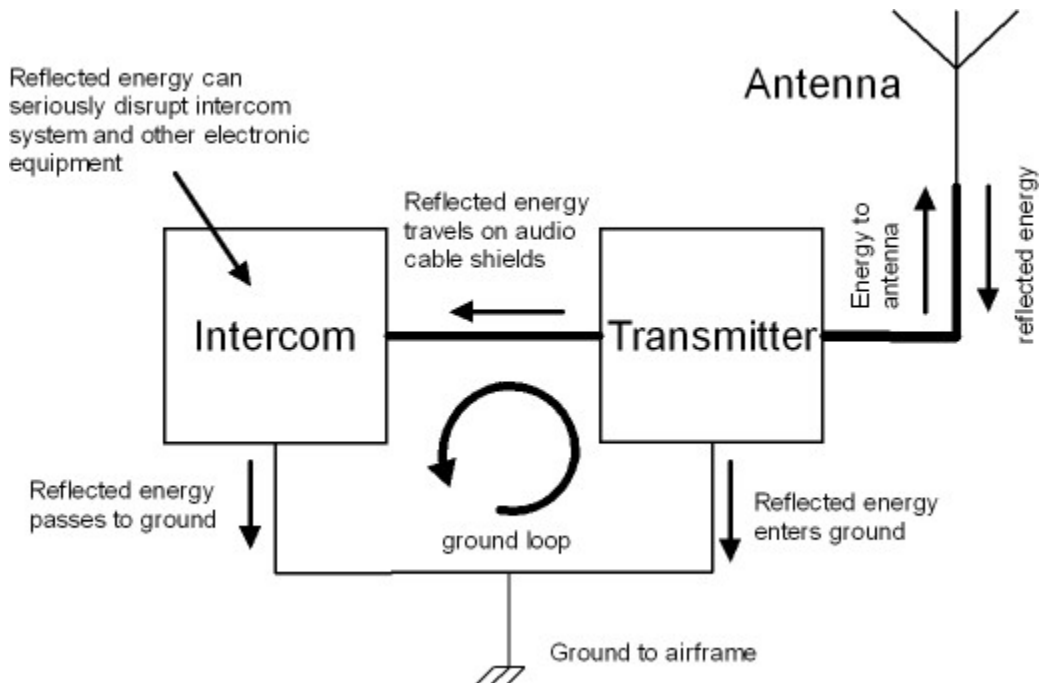 Reflected energy can
seriously disrupt intercom
system and other electronic
equipment
Antenna
Reflected energy
travels on audio
cable shields
Energy to
antenna
reflected energy
Intercom
Transmitter
Reflected energy
passes to ground
ground loop
Reflected energy
enters ground
Ground to airframe